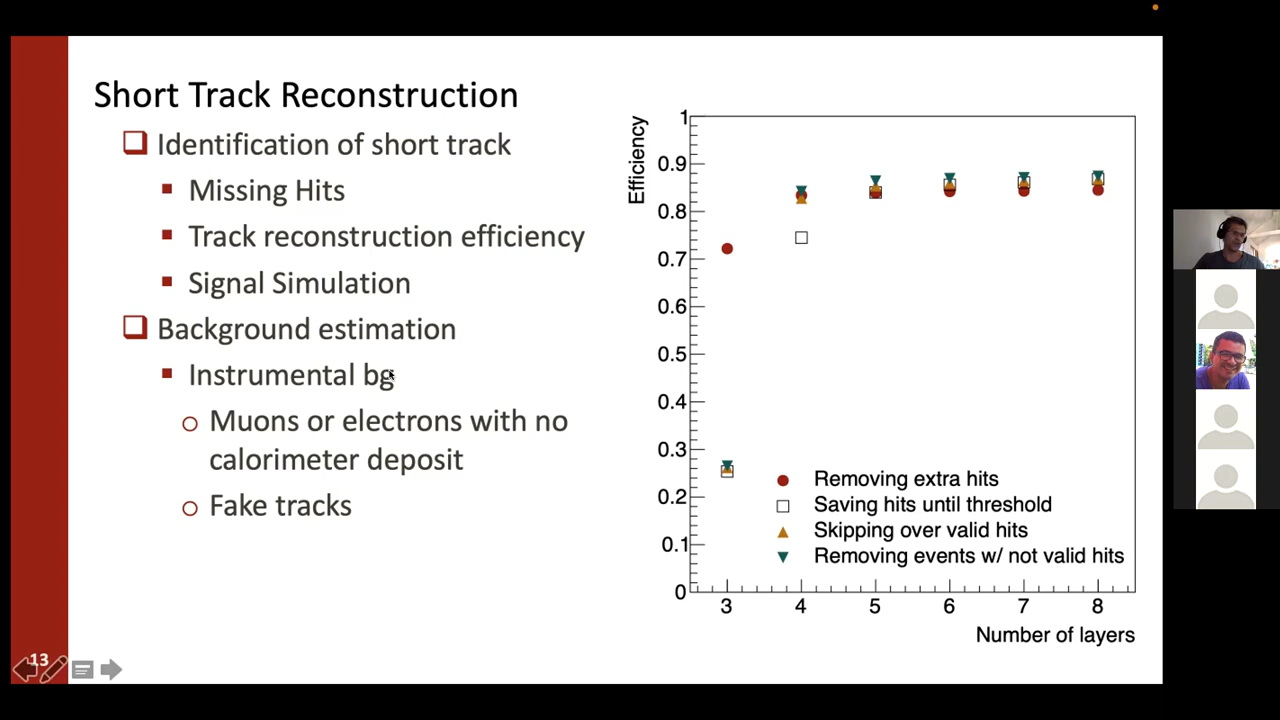 Short Track Reconstruction
Identification of short track
Missing Hits
Track reconstruction efficiency
Signal Simulation
Background estimation
Instrumental bg
Muons or electrons with no
calorimeter deposit
Fake tracks
13
Efficiency
1
0.9
0.8
0.7
0.6
0.5
0.4
0.3
0.2
0.1
0
3 4 5 6 7 8
Number of layers
Removing extra hits
Saving hits until threshold
Skipping over valid hits
Removing events w/ not valid hits